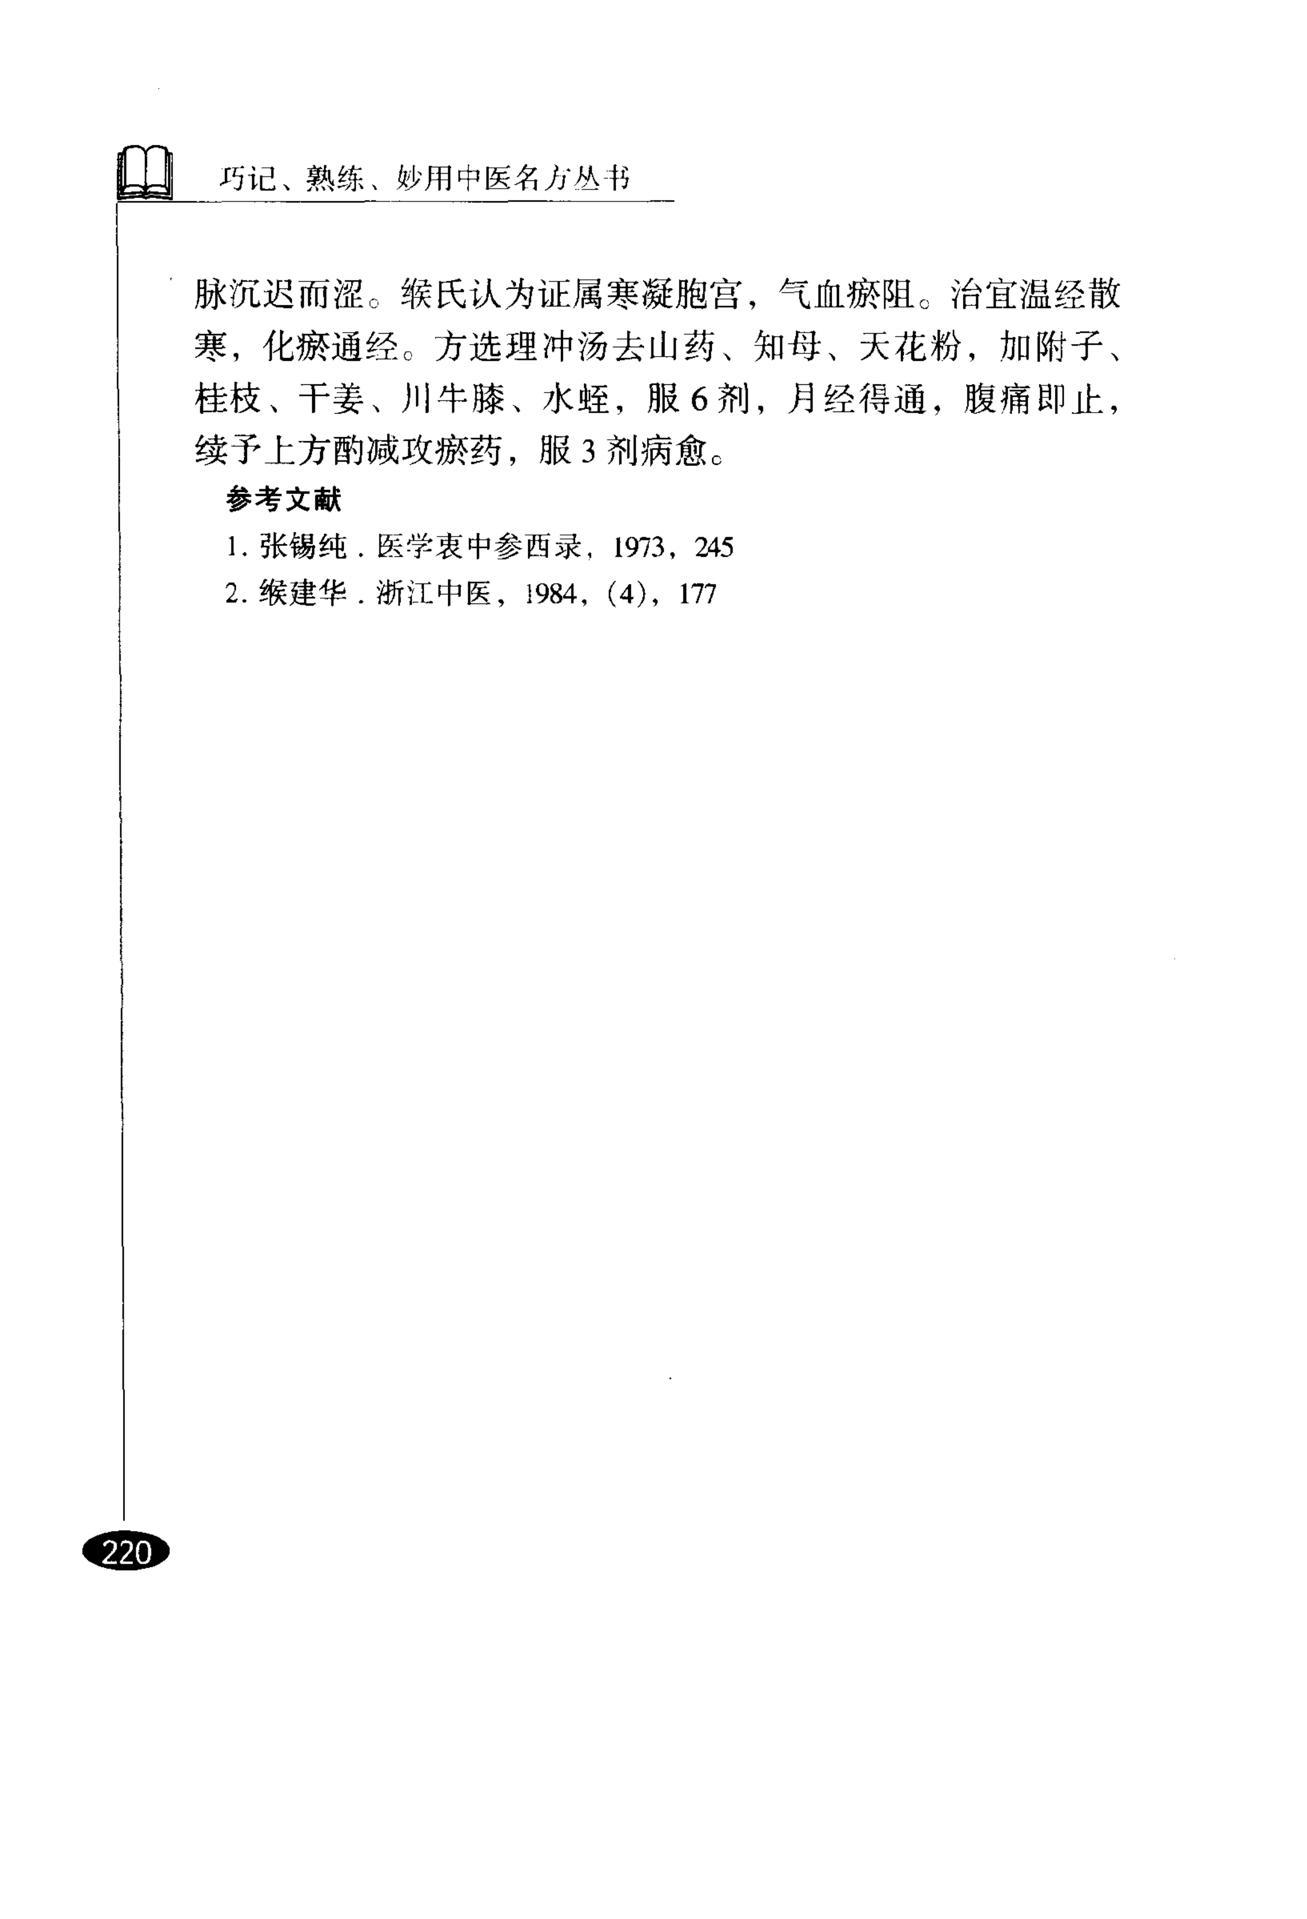 巧记、熟练、妙用中医名方丛书
脉沉迟而涩。缑氏认为证属寒凝胞宫，气血瘀阻。治宜温经散
寒，化瘀通经。方选理冲汤去山药、知母、天花粉，加附子、
桂枝、干姜、川牛膝、水蛭，服6剂，月经得通，腹痛即止，
续予上方酌减攻瘀药，服3剂病愈。
参考文献
1. 张锡纯．医学衷中参西录，1973，245
2. 缑建华．浙江中医，1984，(4)，177
220